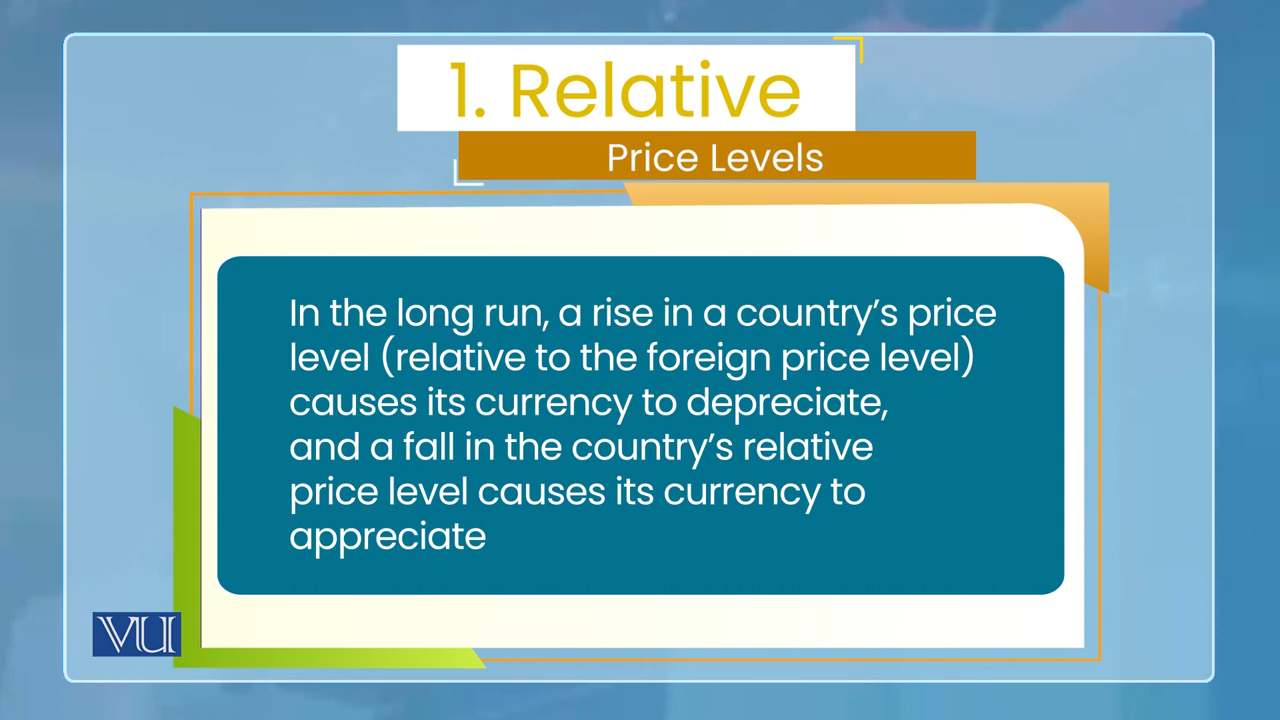 1. Relative
Price Levels
In the long run, a rise in a country’s price
level (relative to the foreign price level)
causes its currency to depreciate,
and a fall in the country’s relative
price level causes its currency to
appreciate
VU